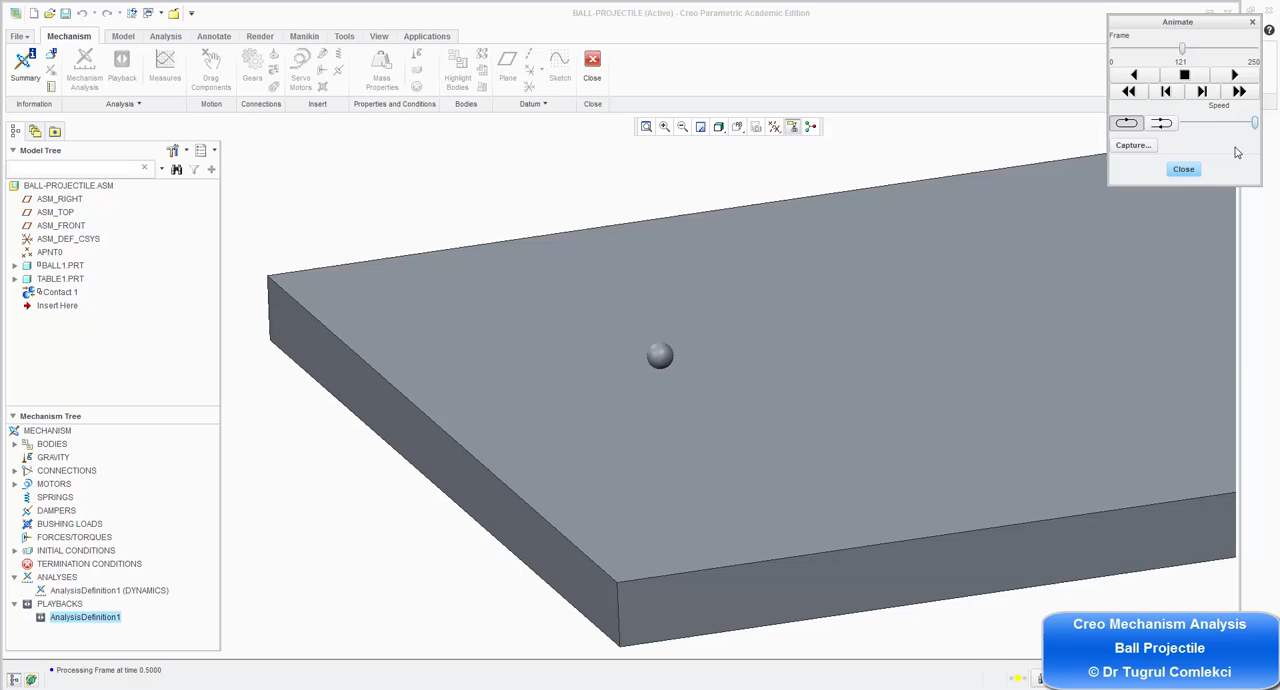 BALL-PROJECTILE (Active) - Creo Parametric Academic Edition
File
Mechanism
Model
Analysis
Annotate
Render
Manikin
Tools
View
Applications
Summary
Mechanism Analysis
Playback
Measures
Drag Components
Gears
Servo Motors
Mass Properties
Highlight Bodies
Plane
Sketch
Close
Information
Analysis
Motion
Connections
Insert
Properties and Conditions
Bodies
Datum
Close
Model Tree
BALL-PROJECTILE.ASM
ASM_RIGHT
ASM_TOP
ASM_FRONT
ASM_DEF_CSYS
APNT0
BALL1.PRT
TABLE1.PRT
Contact 1
Insert Here
Mechanism Tree
MECHANISM
BODIES
GRAVITY
CONNECTIONS
MOTORS
SPRINGS
DAMPERS
BUSHING LOADS
FORCES/TORQUES
INITIAL CONDITIONS
TERMINATION CONDITIONS
ANALYSES
AnalysisDefinition1 (DYNAMICS)
PLAYBACKS
AnalysisDefinition1
Processing Frame at time 0.5000
Animate
Frame
0 121 250
Speed
Capture...
Close
Creo Mechanism Analysis
Ball Projectile
© Dr Tugrul Comlekci